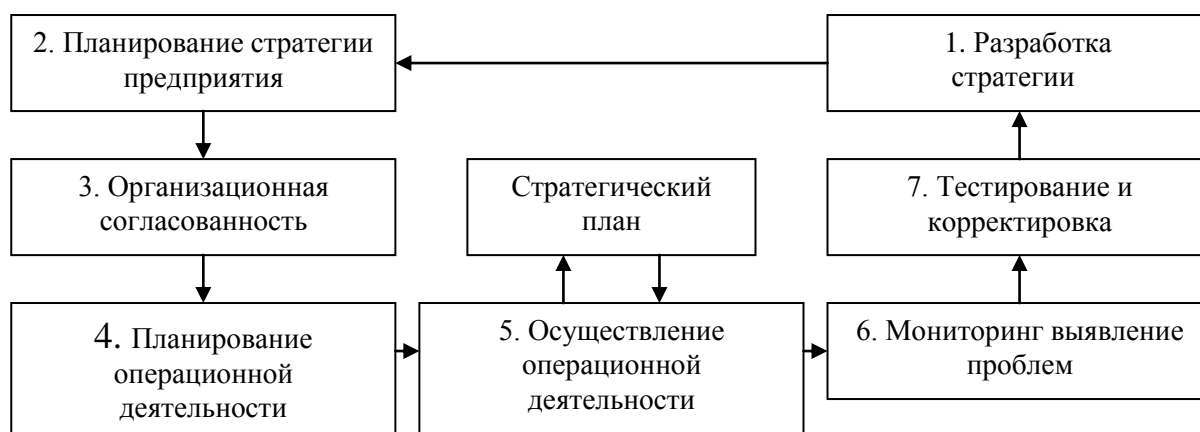 2. Планирование стратегии
предприятия
1. Разработка
стратегии
3. Организационная
согласованность
Стратегический
план
7. Тестирование и
корректировка
4. Планирование
операционной
деятельности
5. Осуществление
операционной
деятельности
6. Мониторинг выявление
проблем